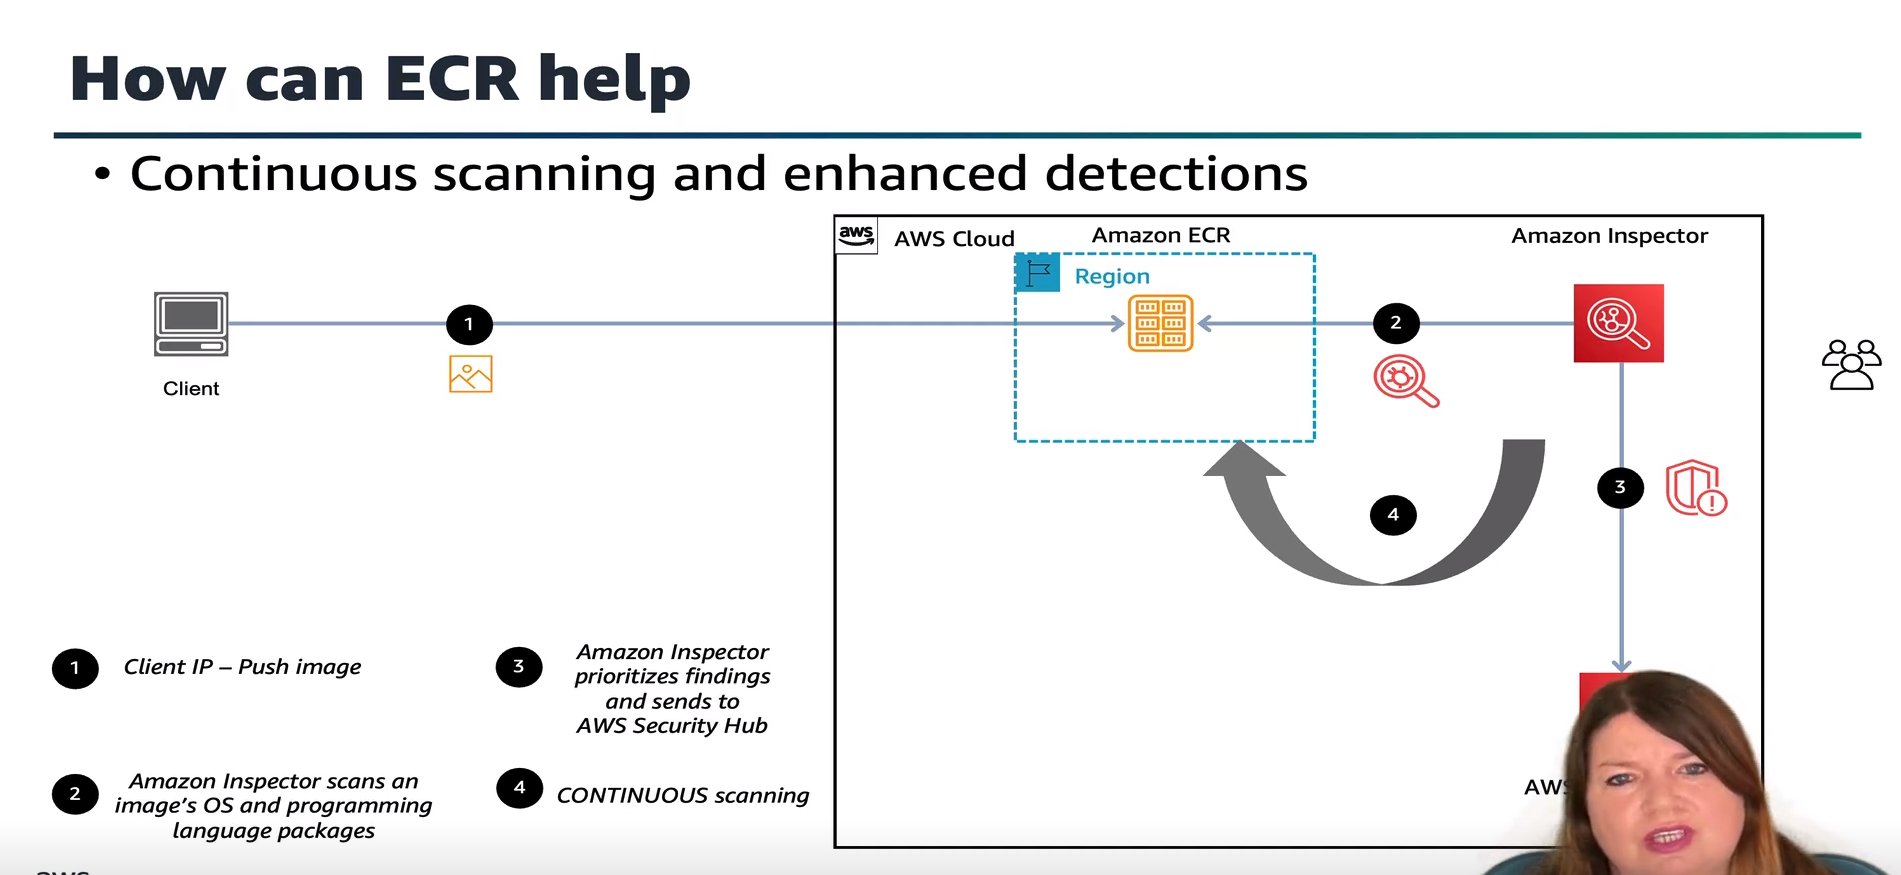 How can ECR help
• Continuous scanning and enhanced detections
aws
AWS Cloud
Amazon ECR
Amazon Inspector
Region
1
2
Client
3
4
1
Client IP – Push image
3
Amazon Inspector
prioritizes findings
and sends to
AWS Security Hub
2
Amazon Inspector scans an
image's OS and programming
language packages
4
CONTINUOUS scanning
AWS
aws